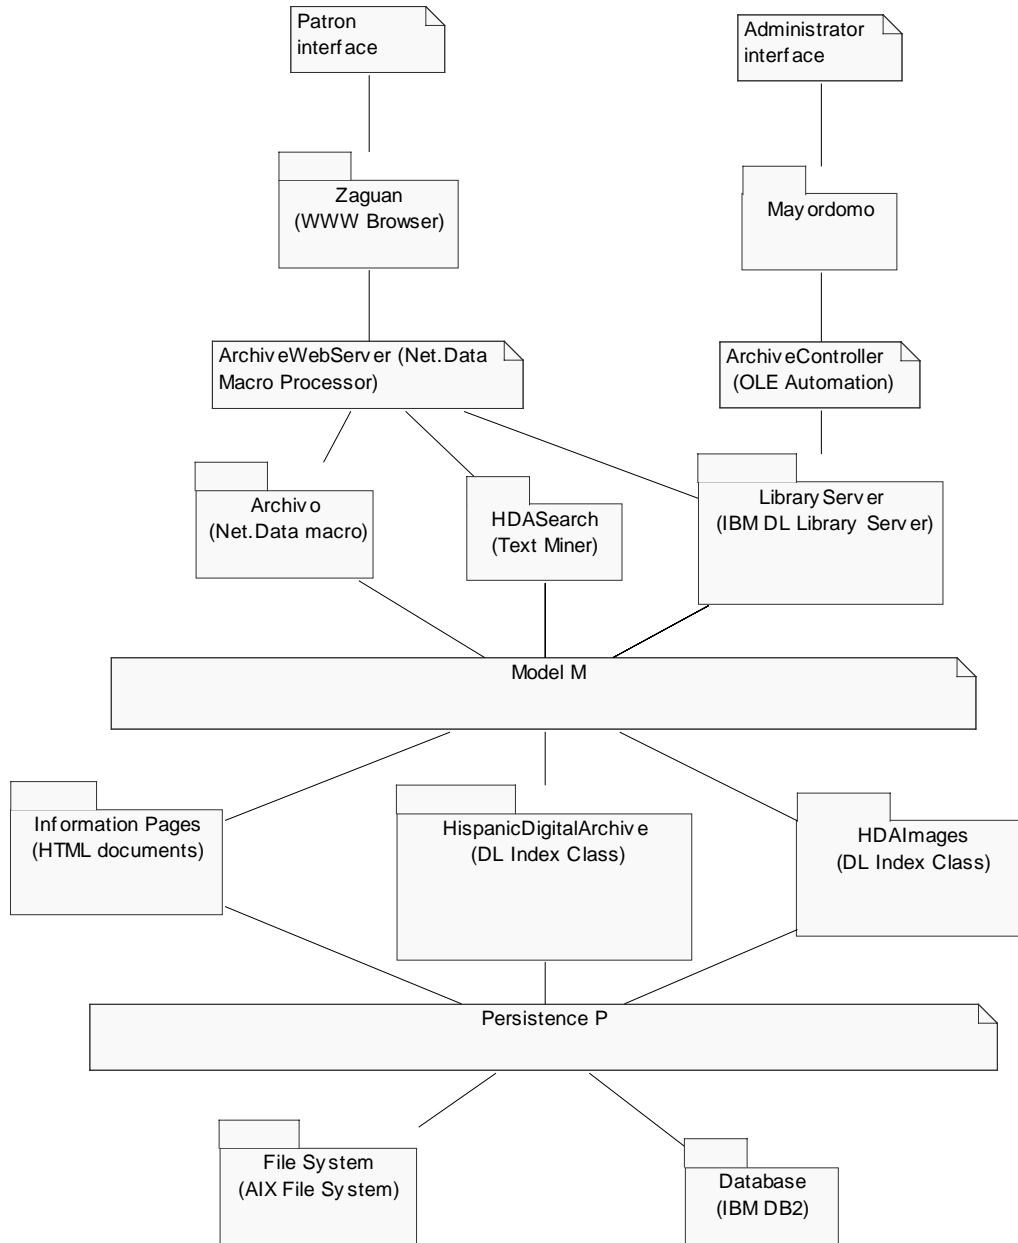 Patron
interface
Administrator
interface
Zaguan
(WWW Browser)
Mayordomo
ArchiveWebServer (Net.Data
Macro Processor)
ArchiveController
(OLE Automation)
Archivo
(Net.Data macro)
HDASearch
(Text Miner)
LibraryServer
(IBM DL Library Server)
Model M
Information Pages
(HTML documents)
HispanicDigitalArchive
(DL Index Class)
HDAImages
(DL Index Class)
Persistence P
File System
(AIX File System)
Database
(IBM DB2)